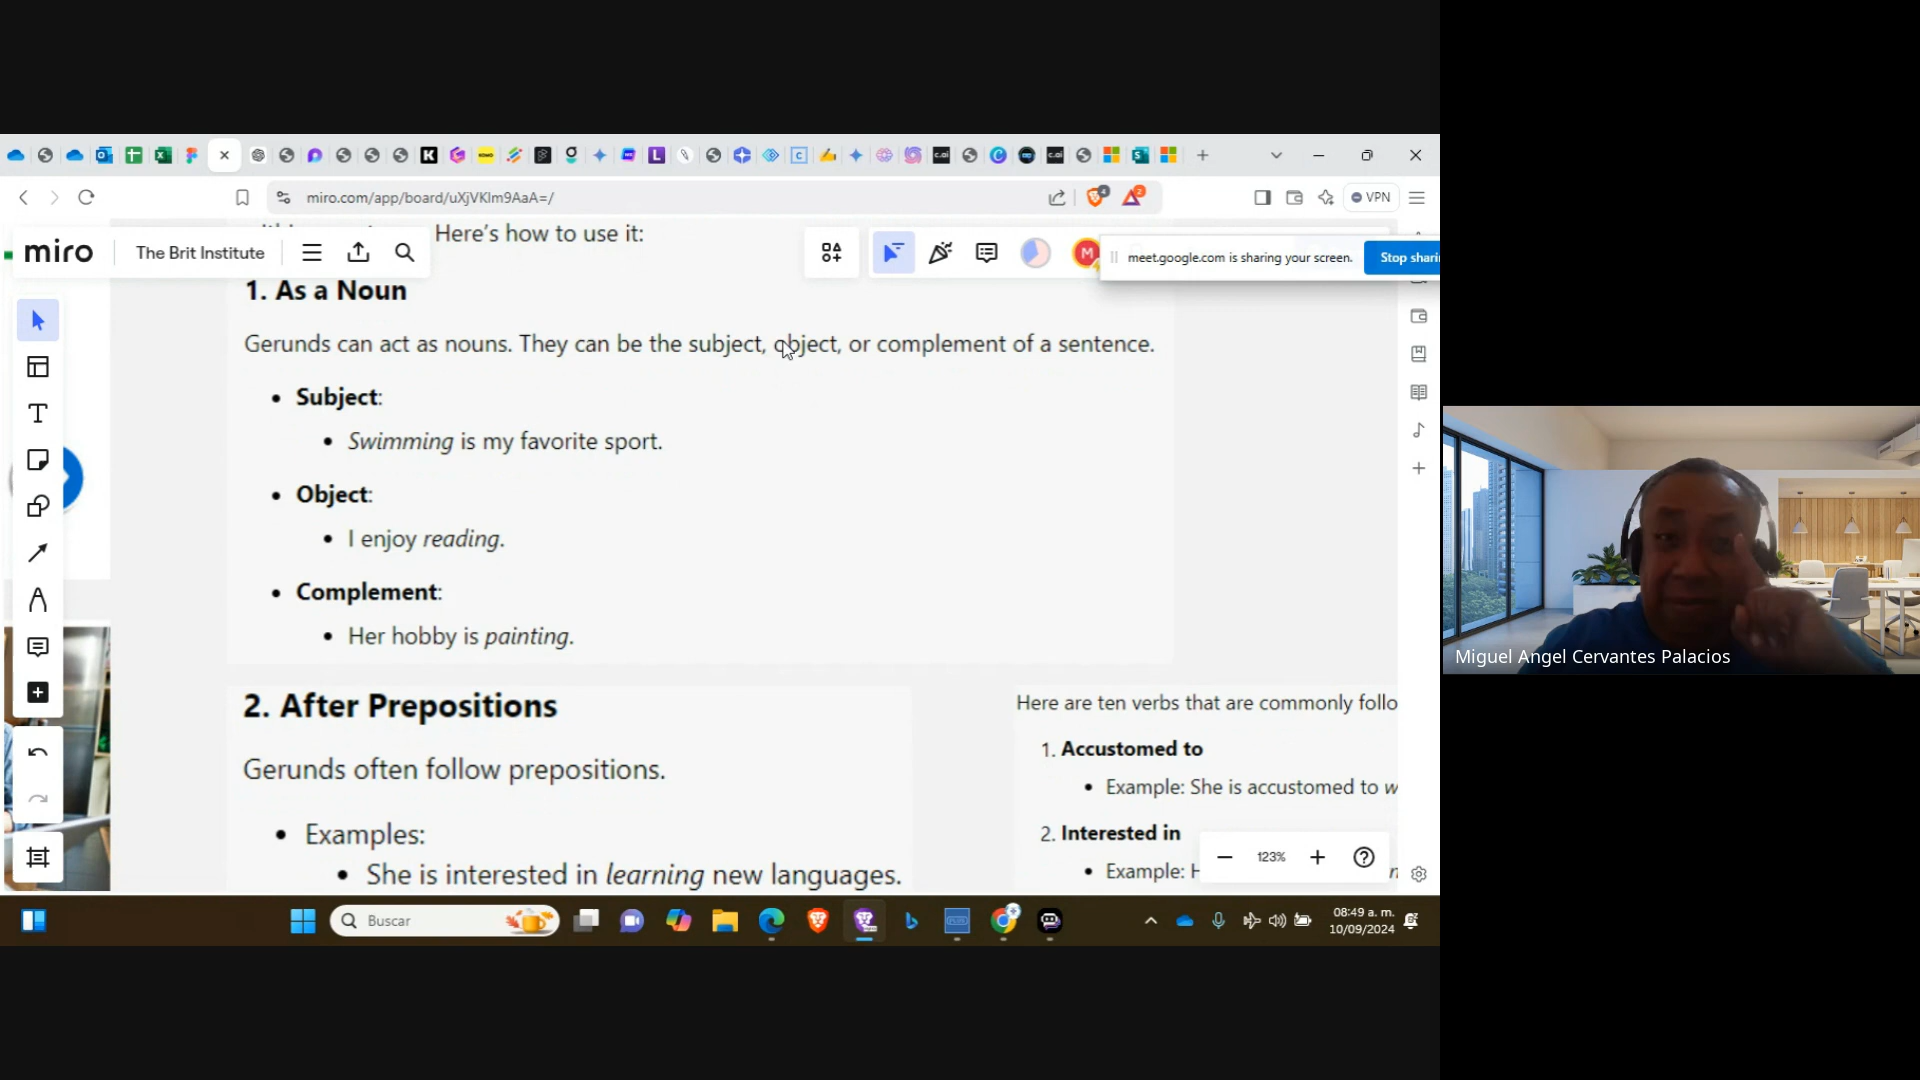 miro.com/app/board/uXjVKlm9AaA=/
VPN
Here's how to use it:
miro
The Brit Institute
M
meet.google.com is sharing your screen.
Stop shari
1. As a Noun
Gerunds can act as nouns. They can be the subject, object, or complement of a sentence.
• Subject:
• Swimming is my favorite sport.
• Object:
• I enjoy reading.
• Complement:
• Her hobby is painting.
2. After Prepositions
Gerunds often follow prepositions.
• Examples:
• She is interested in learning new languages.
Here are ten verbs that are commonly follo
1. Accustomed to
• Example: She is accustomed to w
2. Interested in
• Example: H
123%
Buscar
08:49 a. m.
10/09/2024
Miguel Angel Cervantes Palacios